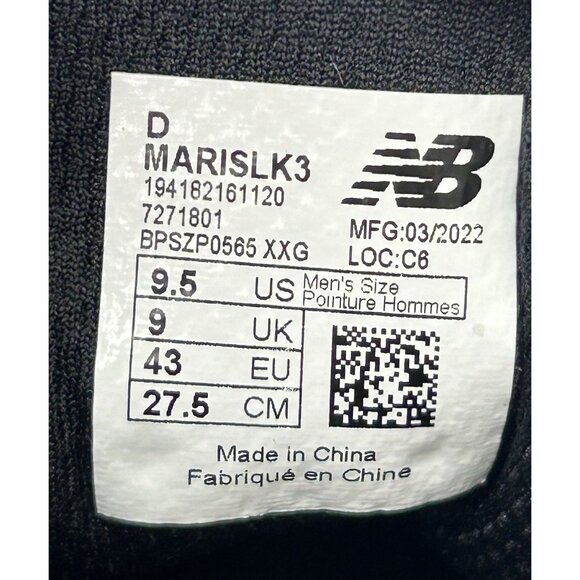 D
MARISLK3
194182161120
7271801
BPSZP0565 XXG
NB
MFG:03/2022
LOC:C6
9.5 US Men's Size
Pointure Hommes
9 UK
43 EU
27.5 CM
Made in China
Fabriqué en Chine